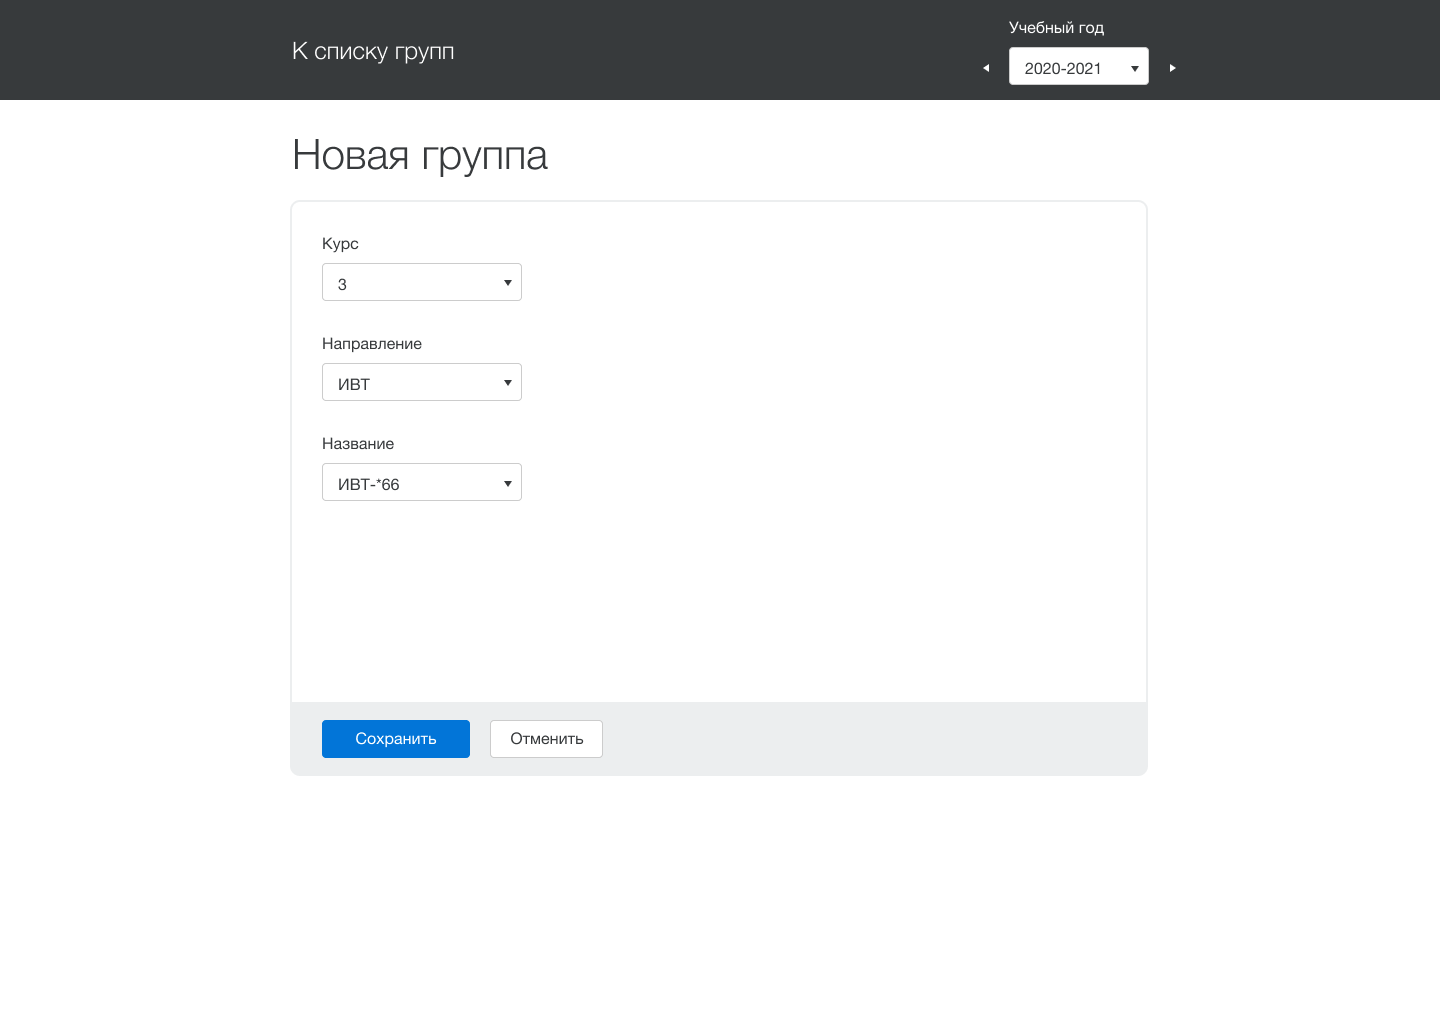 К списку групп
Учебный год
2020-2021
Новая группа
Курс
3
Направление
ИВТ
Название
ИВТ-*66
Сохранить
Отменить